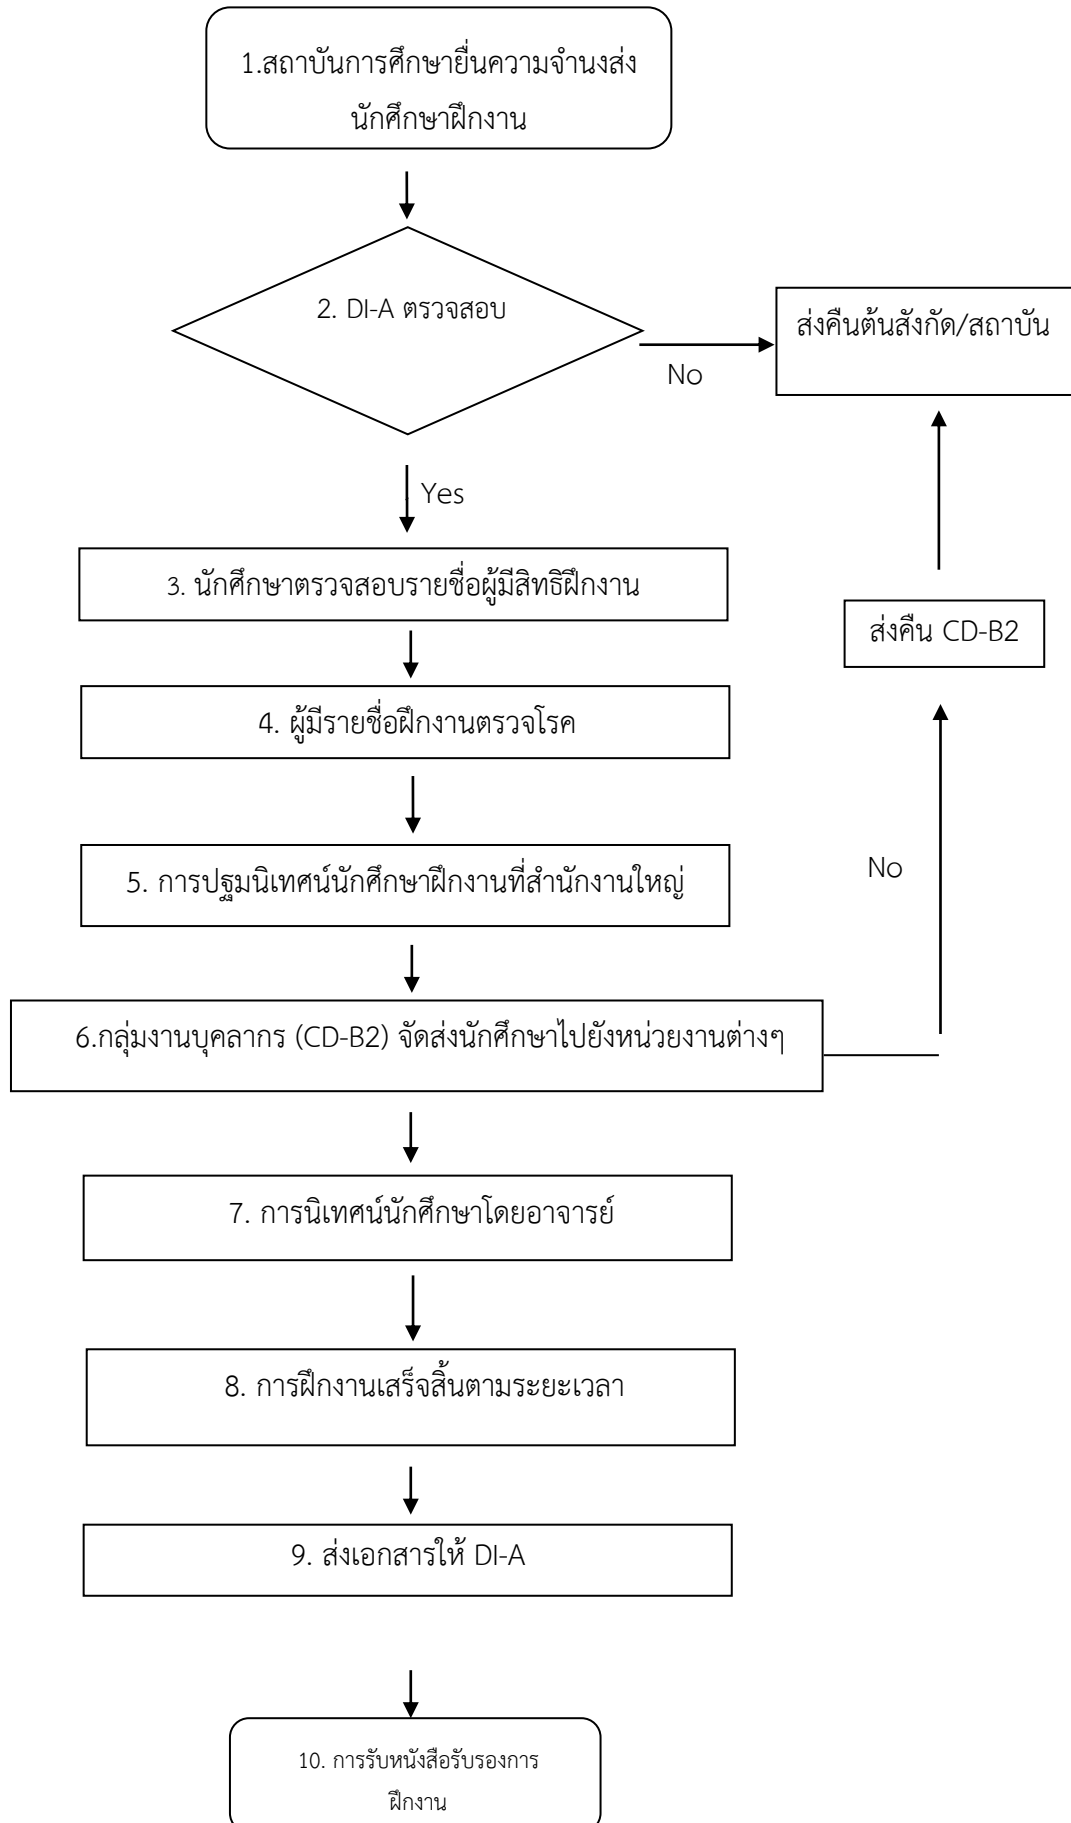 1.สถาบันการศึกษายื่นความจำนงส่ง
นักศึกษาฝึกงาน
2. DI-A ตรวจสอบ
ส่งคืนต้นสังกัด/สถาบัน
No
Yes
3. นักศึกษาตรวจสอบรายชื่อผู้มีสิทธิฝึกงาน
ส่งคืน CD-B2
4. ผู้มีรายชื่อฝึกงานตรวจโรค
5. การปฐมนิเทศน์นักศึกษาฝึกงานที่สำนักงานใหญ่
No
6.กลุ่มงานบุคลากร (CD-B2) จัดส่งนักศึกษาไปยังหน่วยงานต่างๆ
7. การนิเทศน์นักศึกษาโดยอาจารย์
8. การฝึกงานเสร็จสิ้นตามระยะเวลา
9. ส่งเอกสารให้ DI-A
10. การรับหนังสือรับรองการ
ฝึกงาน